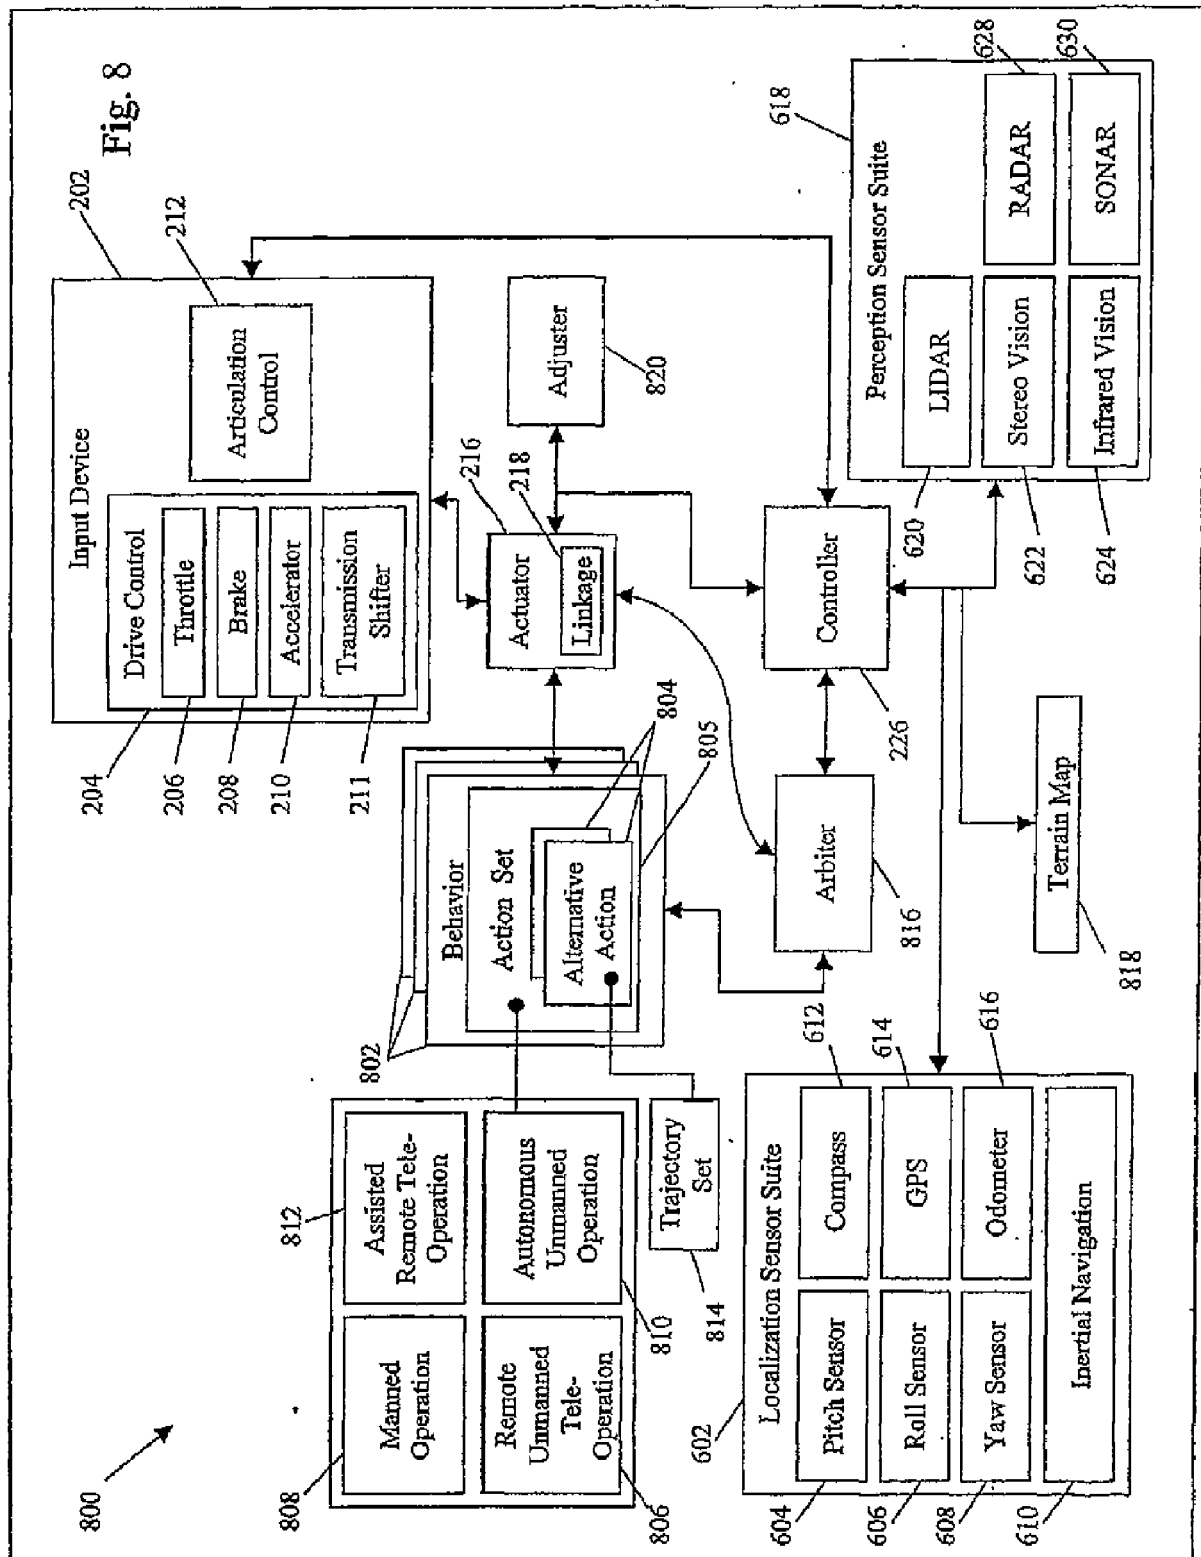 Fig. 8
800
808
Manned
Operation
812
Assisted
Remote Tele-
Operation
Remote
Unmanned
Tele-
Operation
806
Autonomous
Unmanned
Operation
810
Trajectory
Set
814
802
Behavior
Action Set
Alternative
Action
804
805
Input Device
202
Drive Control
204
Throttle
206
Brake
208
Accelerator
210
Transmission
Shifter
211
Articulation
Control
212
Actuator
216
Linkage
218
Adjuster
820
Arbiter
816
Controller
226
Terrain Map
818
Localization Sensor Suite
602
Pitch Sensor
604
Compass
612
Roll Sensor
606
GPS
614
Yaw Sensor
608
Odometer
616
Inertial Navigation
610
Perception Sensor Suite
618
LIDAR
620
Stereo Vision
622
RADAR
628
Infrared Vision
624
SONAR
630